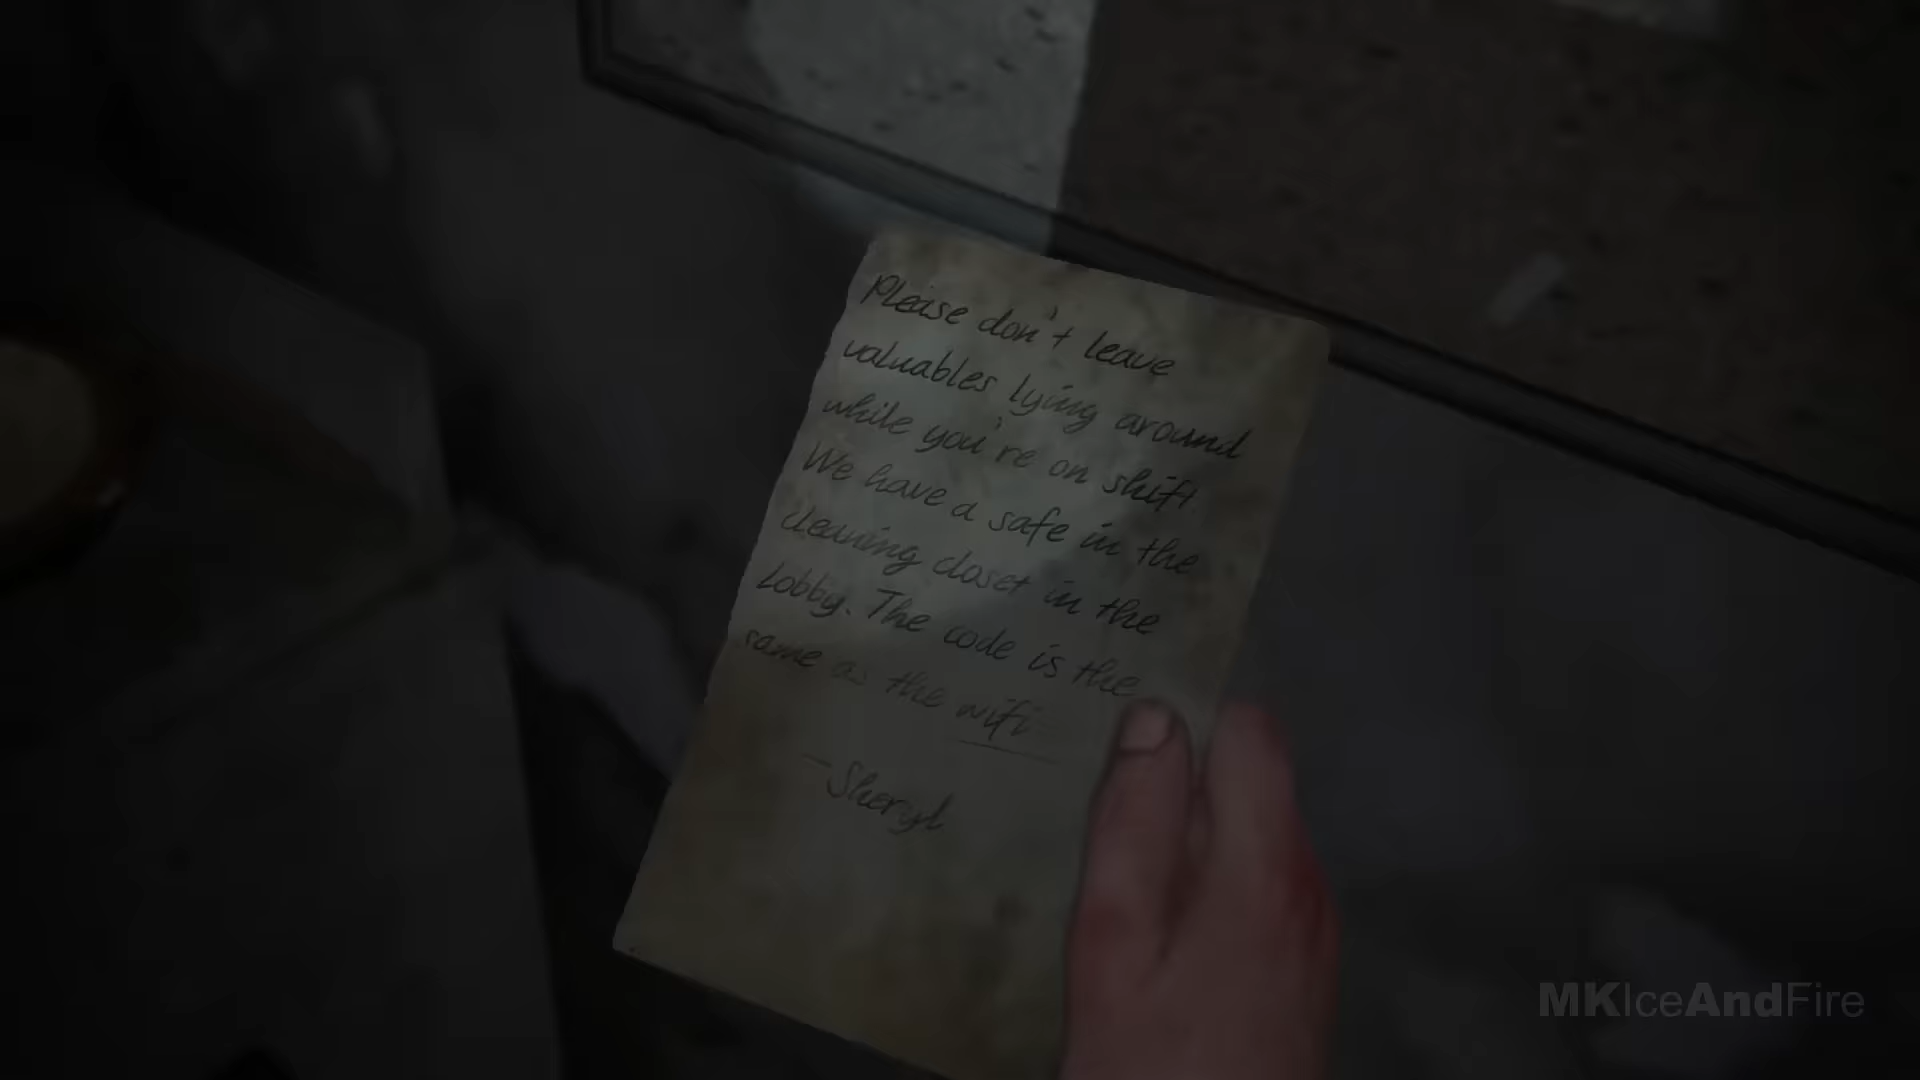 Please don't leave
valuables lying around
while you're on shift.
We have a safe in the
cleaning closet in the
lobby. The code is the
same as the wifi
-Sheryl
MKIceAndFire